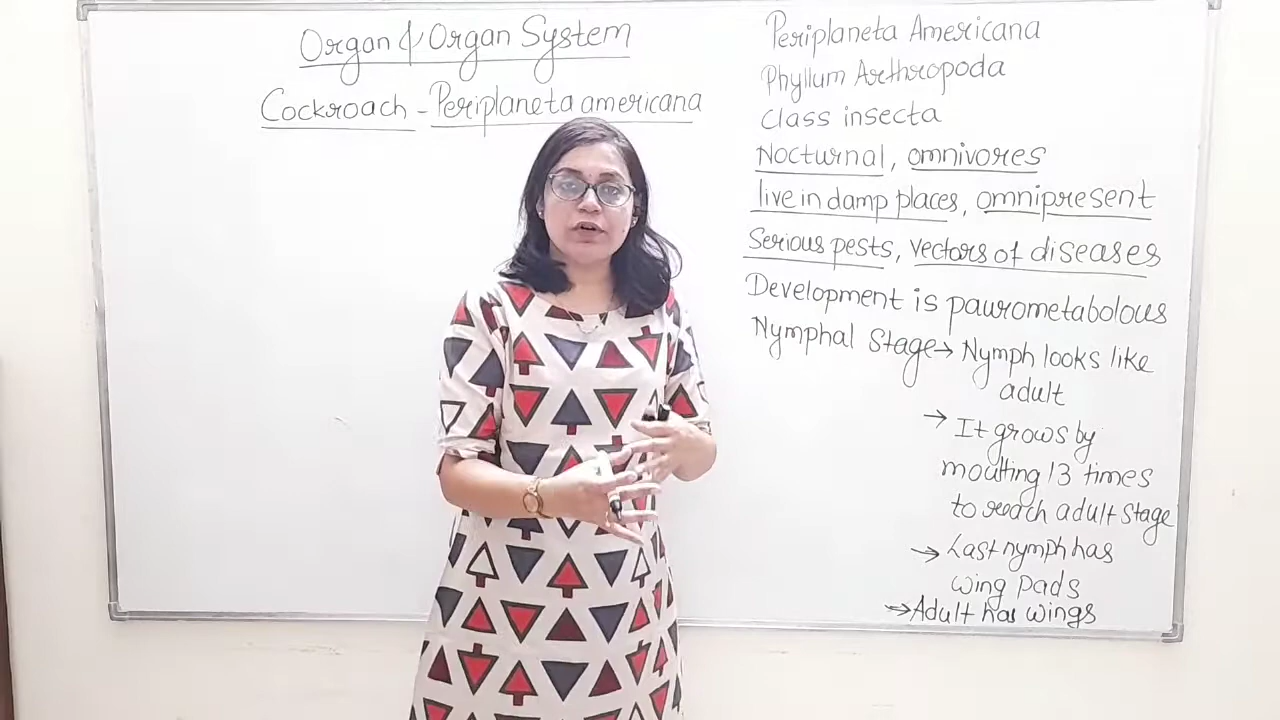 Organ & Organ System
Cockroach - Periplaneta americana
Periplaneta Americana
Phyllum Arthropoda
Class insecta
Nocturnal, omnivores
live in damp places, omnipresent
Serious pests, vectors of diseases
Development is paurometabolous
Nymphal Stage → Nymph looks like
adult
→ It grows by
moulting 13 times
to reach adult stage
→ Last nymph has
wing pads
→ Adult has wings